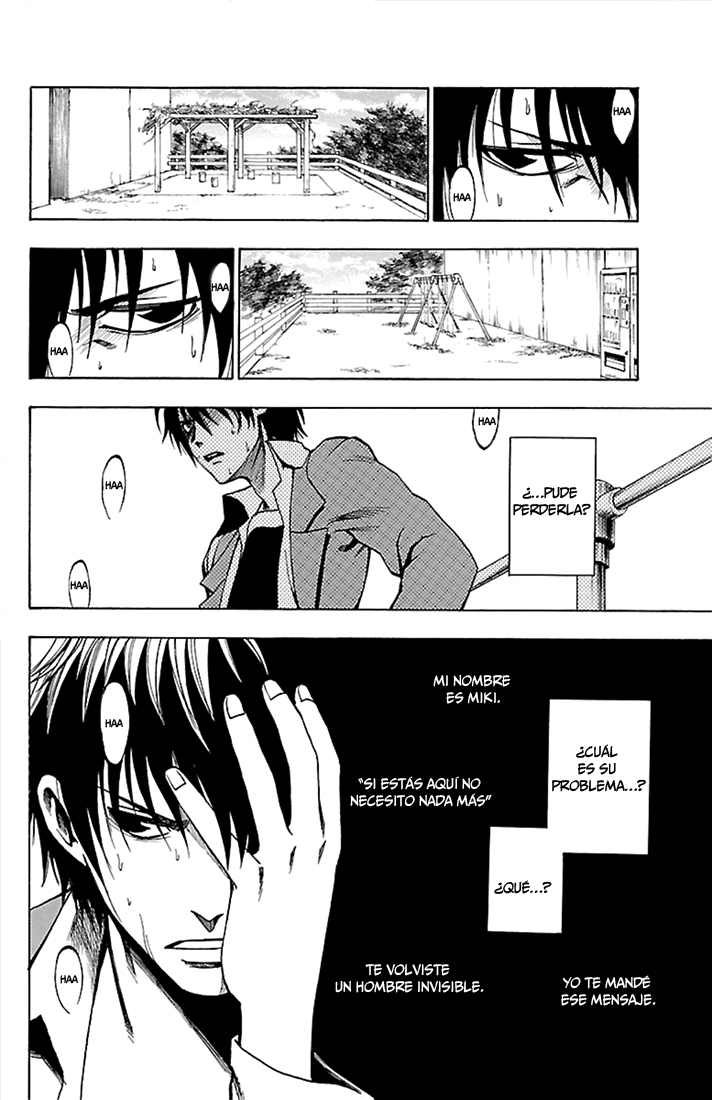 HAA
HAA
HAA
HAA
¿...PUDE
PERDERLA?
HAA
HAA
HAA
MI NOMBRE
ES MIKI.
¿CUÁL
ES SU
PROBLEMA...?
"SI ESTÁS AQUÍ NO
NECESITO NADA MÁS"
¿QUÉ...?
YO TE MANDÉ
ESE MENSAJE.
TE VOLVISTE
UN HOMBRE INVISIBLE.
HAA
HAA